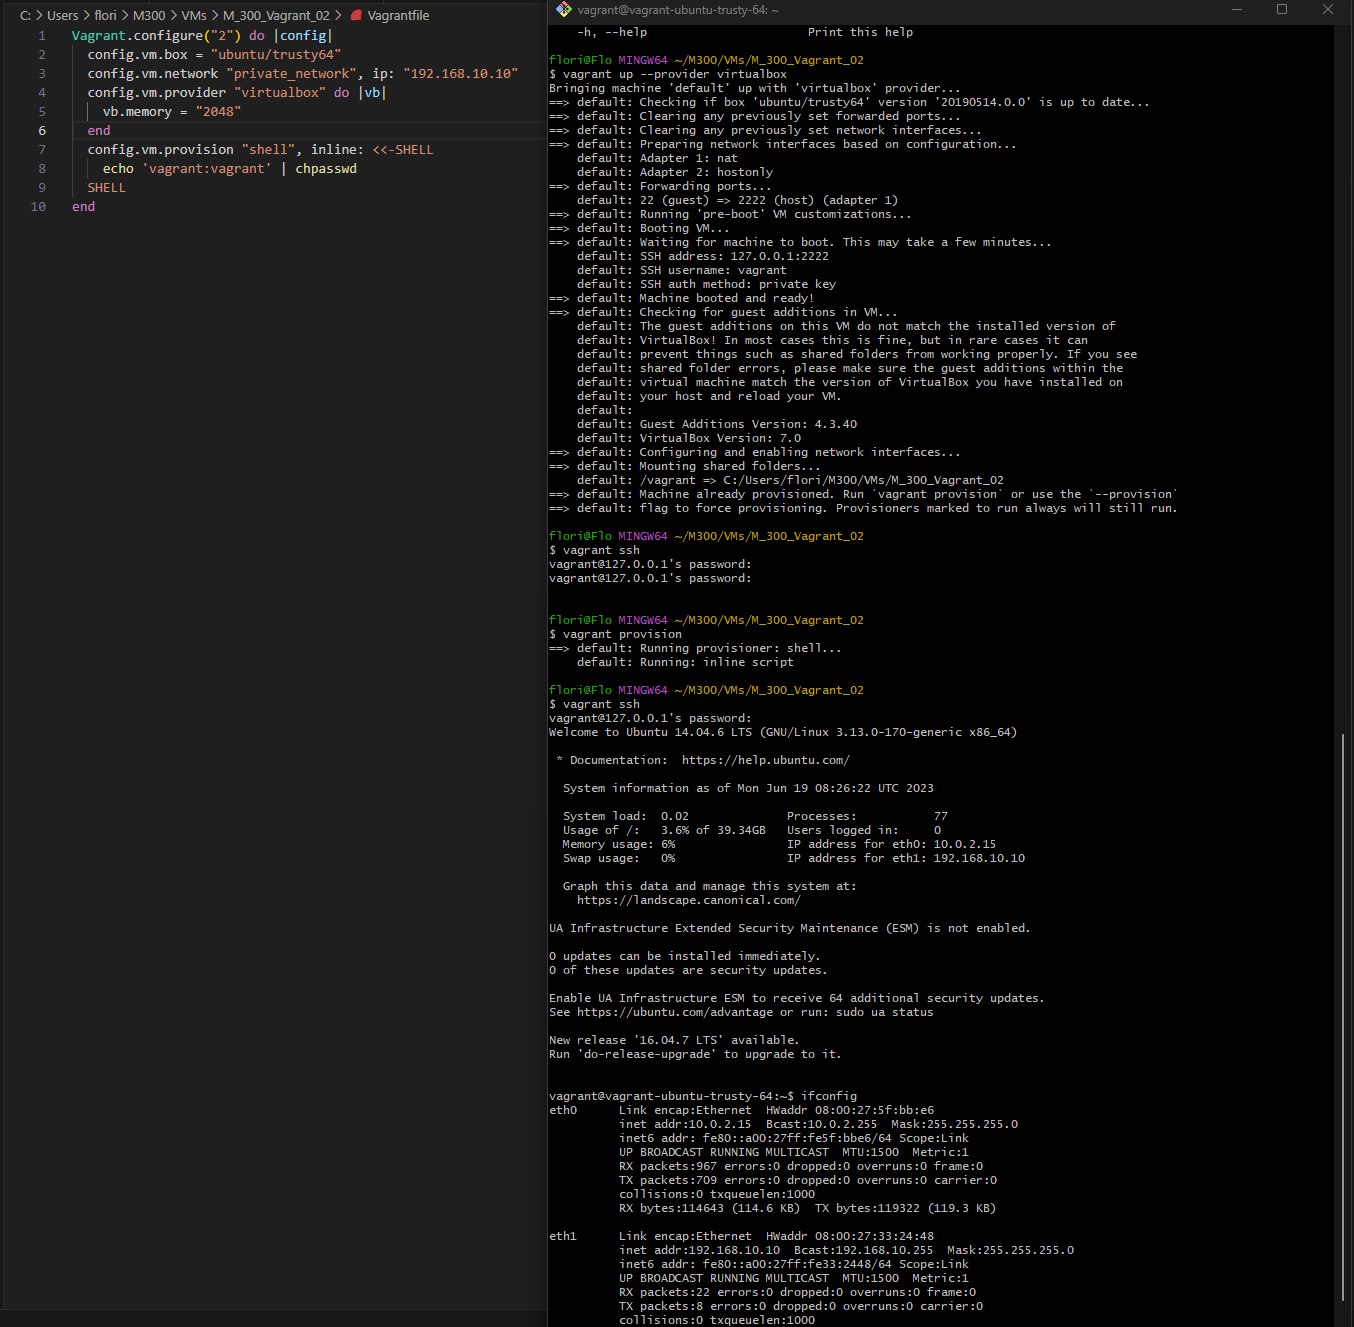 C: > Users > flori > M300 > VMs > M_300_Vagrant_02 > Vagrantfile
1 Vagrant.configure("2") do |config|
2 config.vm.box = "ubuntu/trusty64"
3 config.vm.network "private_network", ip: "192.168.10.10"
4 config.vm.provider "virtualbox" do |vb|
5 vb.memory = "2048"
6 end
7 config.vm.provision "shell", inline: <<-SHELL
8 echo 'vagrant:vagrant' | chpasswd
9 SHELL
10 end
vagrant@vagrant-ubuntu-trusty-64: ~
-h, --help Print this help
flori@Flo MINGW64 ~/M300/VMs/M_300_Vagrant_02
$ vagrant up --provider virtualbox
Bringing machine 'default' up with 'virtualbox' provider...
==> default: Checking if box 'ubuntu/trusty64' version '20190514.0.0' is up to date...
==> default: Clearing any previously set forwarded ports...
==> default: Clearing any previously set network interfaces...
==> default: Preparing network interfaces based on configuration...
default: Adapter 1: nat
default: Adapter 2: hostonly
==> default: Forwarding ports...
default: 22 (guest) => 2222 (host) (adapter 1)
==> default: Running 'pre-boot' VM customizations...
==> default: Booting VM...
==> default: Waiting for machine to boot. This may take a few minutes...
default: SSH address: 127.0.0.1:2222
default: SSH username: vagrant
default: SSH auth method: private key
==> default: Machine booted and ready!
==> default: Checking for guest additions in VM...
default: The guest additions on this VM do not match the installed version of
default: VirtualBox! In most cases this is fine, but in rare cases it can
default: prevent things such as shared folders from working properly. If you see
default: shared folder errors, please make sure the guest additions within the
default: virtual machine match the version of VirtualBox you have installed on
default: your host and reload your VM.
default:
default: Guest Additions Version: 4.3.40
default: VirtualBox Version: 7.0
==> default: Configuring and enabling network interfaces...
==> default: Mounting shared folders...
default: /vagrant => C:/Users/flori/M300/VMs/M_300_Vagrant_02
==> default: Machine already provisioned. Run `vagrant provision` or use the `--provision`
==> default: flag to force provisioning. Provisioners marked to run always will still run.
flori@Flo MINGW64 ~/M300/VMs/M_300_Vagrant_02
$ vagrant ssh
vagrant@127.0.0.1's password:
vagrant@127.0.0.1's password:
flori@Flo MINGW64 ~/M300/VMs/M_300_Vagrant_02
$ vagrant provision
==> default: Running provisioner: shell...
default: Running: inline script
flori@Flo MINGW64 ~/M300/VMs/M_300_Vagrant_02
$ vagrant ssh
vagrant@127.0.0.1's password:
Welcome to Ubuntu 14.04.6 LTS (GNU/Linux 3.13.0-170-generic x86_64)
* Documentation: https://help.ubuntu.com/
System information as of Mon Jun 19 08:26:22 UTC 2023
System load: 0.02 Processes: 77
Usage of /: 3.6% of 39.34GB Users logged in: 0
Memory usage: 6% IP address for eth0: 10.0.2.15
Swap usage: 0% IP address for eth1: 192.168.10.10
Graph this data and manage this system at:
https://landscape.canonical.com/
UA Infrastructure Extended Security Maintenance (ESM) is not enabled.
0 updates can be installed immediately.
0 of these updates are security updates.
Enable UA Infrastructure ESM to receive 64 additional security updates.
See https://ubuntu.com/advantage or run: sudo ua status
New release '16.04.7 LTS' available.
Run 'do-release-upgrade' to upgrade to it.
vagrant@vagrant-ubuntu-trusty-64:~$ ifconfig
eth0 Link encap:Ethernet HWaddr 08:00:27:5f:bb:e6
inet addr:10.0.2.15 Bcast:10.0.2.255 Mask:255.255.255.0
inet6 addr: fe80::a00:27ff:fe5f:bbe6/64 Scope:Link
UP BROADCAST RUNNING MULTICAST MTU:1500 Metric:1
RX packets:967 errors:0 dropped:0 overruns:0 frame:0
TX packets:709 errors:0 dropped:0 overruns:0 carrier:0
collisions:0 txqueuelen:1000
RX bytes:114643 (114.6 KB) TX bytes:119322 (119.3 KB)
eth1 Link encap:Ethernet HWaddr 08:00:27:33:24:48
inet addr:192.168.10.10 Bcast:192.168.10.255 Mask:255.255.255.0
inet6 addr: fe80::a00:27ff:fe33:2448/64 Scope:Link
UP BROADCAST RUNNING MULTICAST MTU:1500 Metric:1
RX packets:22 errors:0 dropped:0 overruns:0 frame:0
TX packets:8 errors:0 dropped:0 overruns:0 carrier:0
collisions:0 txqueuelen:1000